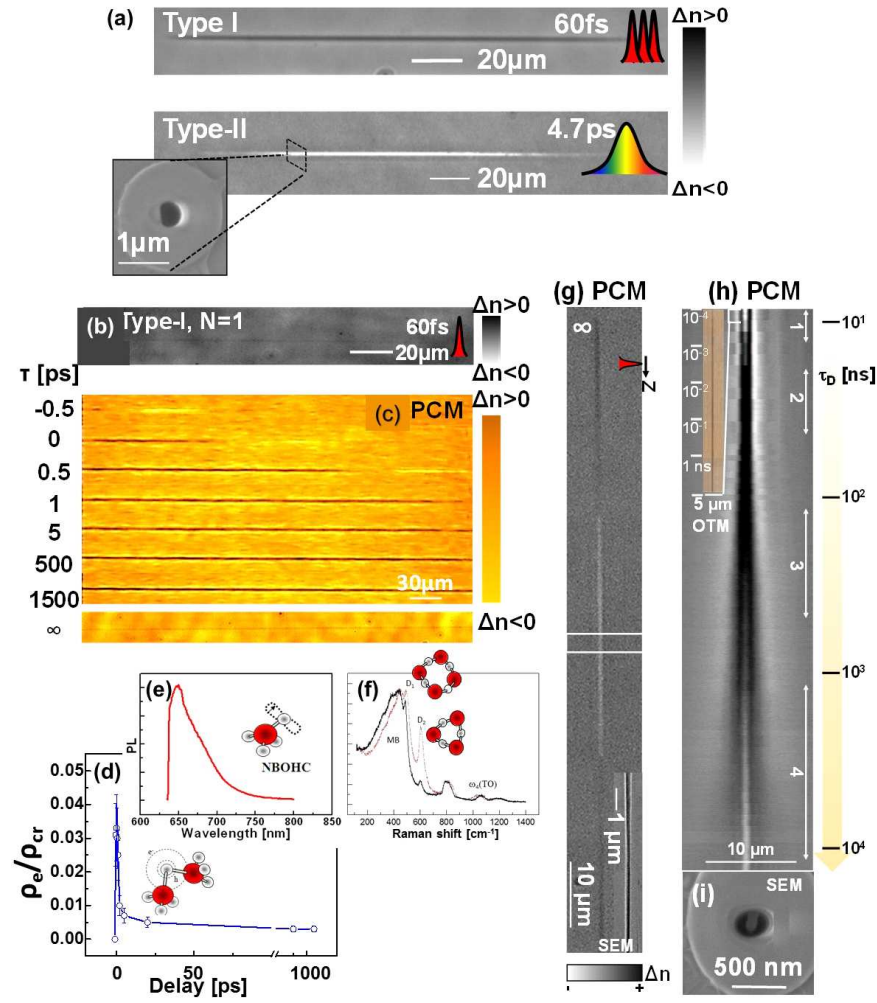 (a)
Type I
60fs
20μm
Δn>0
Type-II
4.7ps
20μm
Δn<0
1μm
(b)
Type-I, N=1
60fs
20μm
Δn>0
Δn<0
τ [ps]
(c) PCM
Δn>0
-0.5
0
0.5
1
5
500
1500
∞
30μm
Δn<0
(d)
ρe/ρcr
0.05
0.04
0.03
0.02
0.01
0.00
0
50
1000
Delay [ps]
e
h
(e)
PL
NBOHC
600
650
700
750
800
850
Wavelength [nm]
(f)
D1
D2
MB
ω4(TO)
200
400
600
800
1000
1200
1400
Raman shift [cm-1]
(g) PCM
∞
Z
1 μm
10 μm
SEM
Δn
-
+
(h) PCM
10-4
10-3
10-2
10-1
1 ns
5 μm
OTM
1
2
3
4
10 μm
101
τD [ns]
102
103
104
(i)
SEM
500 nm